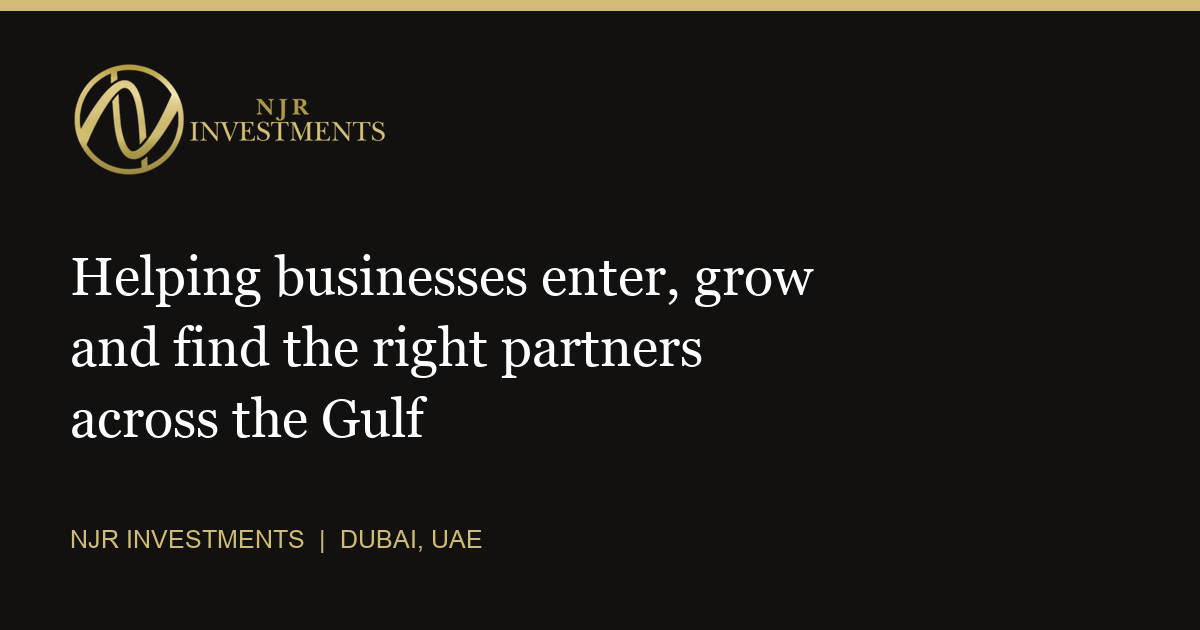 NJR
INVESTMENTS
Helping businesses enter, grow
and find the right partners
across the Gulf
NJR INVESTMENTS | DUBAI, UAE